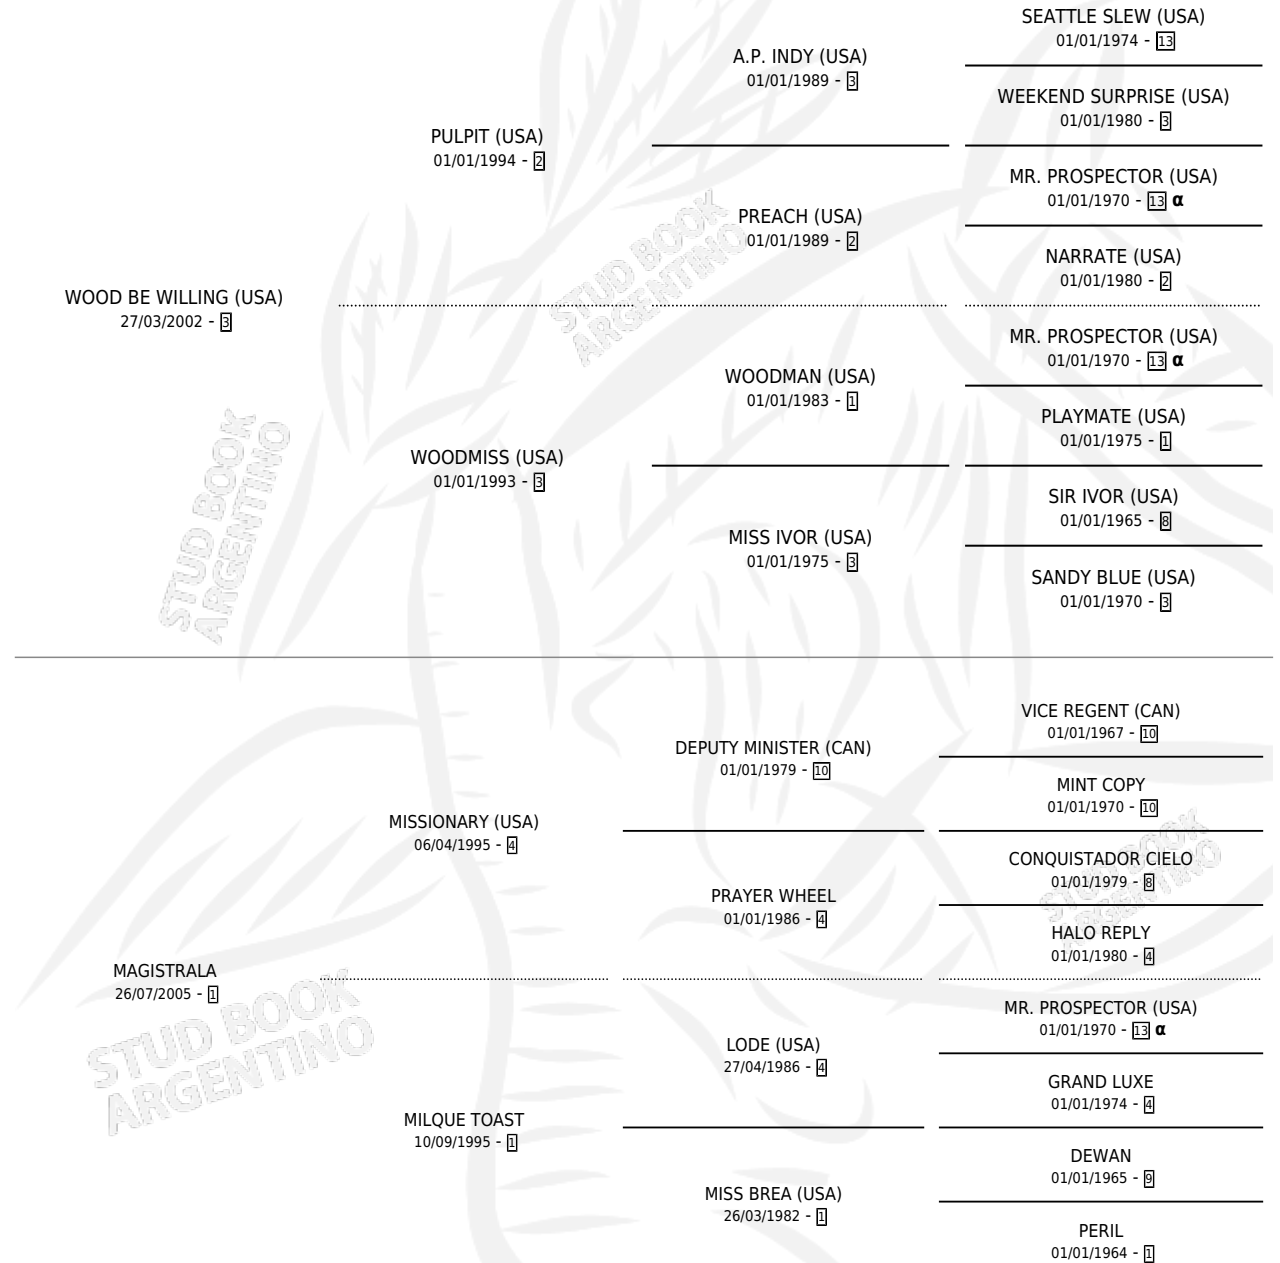 SEATTLE SLEW (USA)
01/01/1974 - 13
A.P. INDY (USA)
01/01/1989 - 3
WEEKEND SURPRISE (USA)
01/01/1980 - 3
PULPIT (USA)
01/01/1994 - 2
MR. PROSPECTOR (USA)
01/01/1970 - 13 α
PREACH (USA)
01/01/1989 - 2
NARRATE (USA)
01/01/1980 - 2
WOOD BE WILLING (USA)
27/03/2002 - 3
MR. PROSPECTOR (USA)
01/01/1970 - 13 α
WOODMAN (USA)
01/01/1983 - 1
PLAYMATE (USA)
01/01/1975 - 1
WOODMISS (USA)
01/01/1993 - 3
SIR IVOR (USA)
01/01/1965 - 8
MISS IVOR (USA)
01/01/1975 - 3
SANDY BLUE (USA)
01/01/1970 - 3
VICE REGENT (CAN)
01/01/1967 - 10
DEPUTY MINISTER (CAN)
01/01/1979 - 10
MINT COPY
01/01/1970 - 10
MISSIONARY (USA)
06/04/1995 - 4
CONQUISTADOR CIELO
01/01/1979 - 8
PRAYER WHEEL
01/01/1986 - 4
HALO REPLY
01/01/1980 - 4
MAGISTRALA
26/07/2005 - 1
MR. PROSPECTOR (USA)
01/01/1970 - 13 α
LODE (USA)
27/04/1986 - 4
GRAND LUXE
01/01/1974 - 4
MILQUE TOAST
10/09/1995 - 1
DEWAN
01/01/1965 - 9
MISS BREA (USA)
26/03/1982 - 1
PERIL
01/01/1964 - 1
STUD BOOK
ARGENTINO
STUD BOOK
ARGENTINO
STUD BOOK
ARGENTINO
STUD BOOK
ARGENTINO